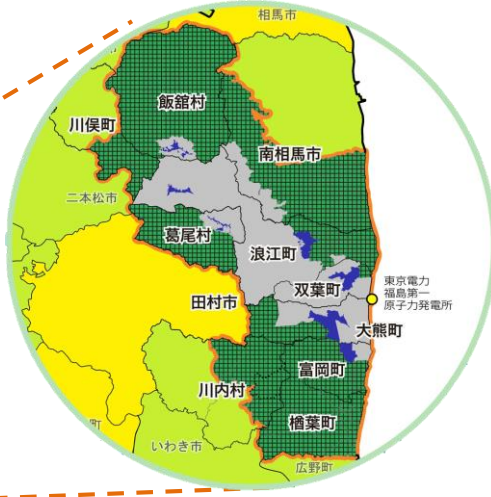 相馬市
飯舘村
川俣町
南相馬市
二本松市
葛尾村
浪江町
双葉町
東京電力
福島第一
原子力発電所
田村市
大熊町
富岡町
川内村
楢葉町
町
いわき市
広野町